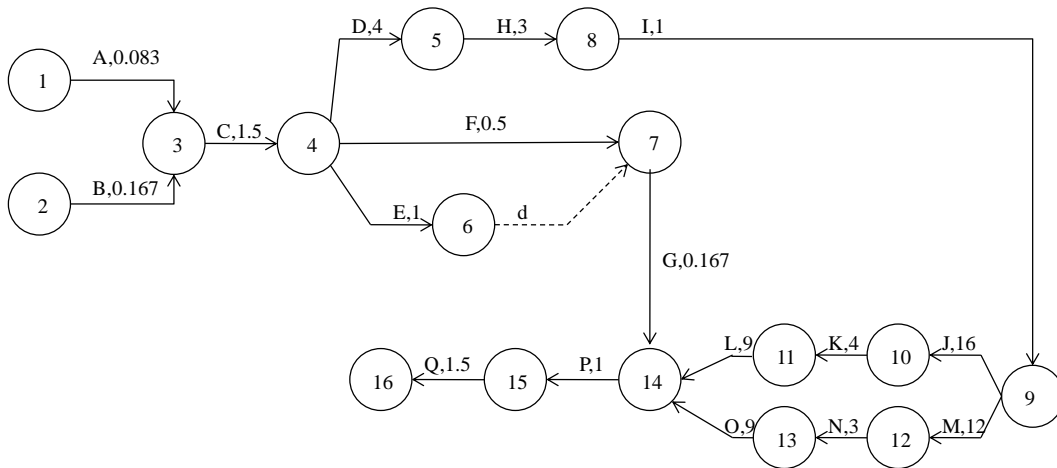 D,4
5
H,3
8
I,1
A,0.083
1
3
C,1.5
4
F,0.5
7
B,0.167
2
E,1
6
d
G,0.167
L,9
11
K,4
10
J,16
16
Q,1.5
15
P,1
14
9
O,9
13
N,3
12
M,12